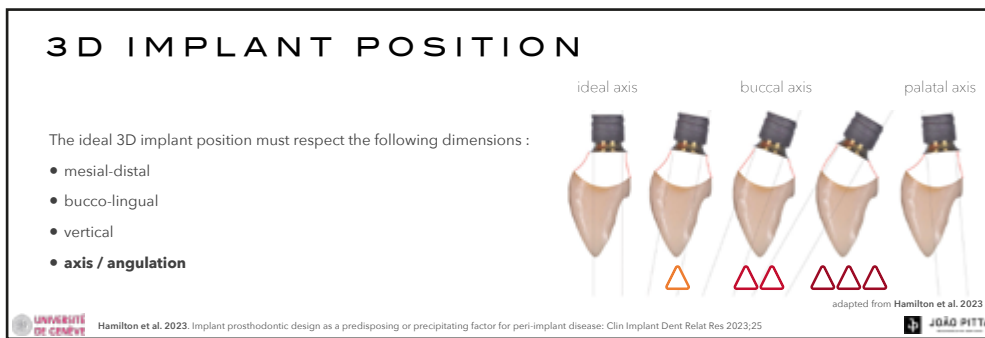 3D IMPLANT POSITION
ideal axis
buccal axis
palatal axis
The ideal 3D implant position must respect the following dimensions :
• mesial-distal
• bucco-lingual
• vertical
• axis / angulation
adapted from Hamilton et al. 2023
UNIVERSITÉ
DE GENÈVE
Hamilton et al. 2023. Implant prosthodontic design as a predisposing or precipitating factor for peri-implant disease: Clin Implant Dent Relat Res 2023;25
JOÃO PITTA